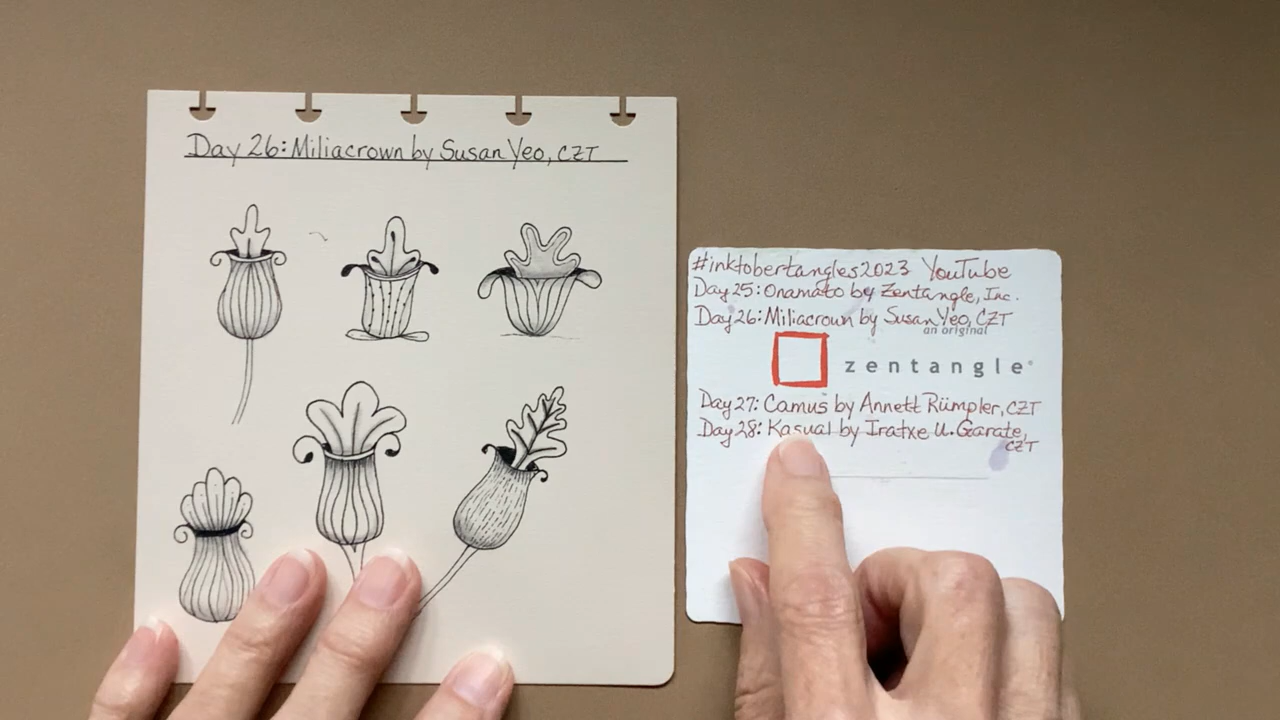 Day 26: Miliacrown by Susan Yeo, CZT
#inktobertangles2023 YouTube
Day 25: Onamato by Zentangle, Inc.
Day 26: Miliacrown by Susan Yeo, CZT
an original
zentangle®
Day 27: Camus by Annett Rümpler, CZT
Day 28: Kasual by Iratxe U. Garate,
CZT